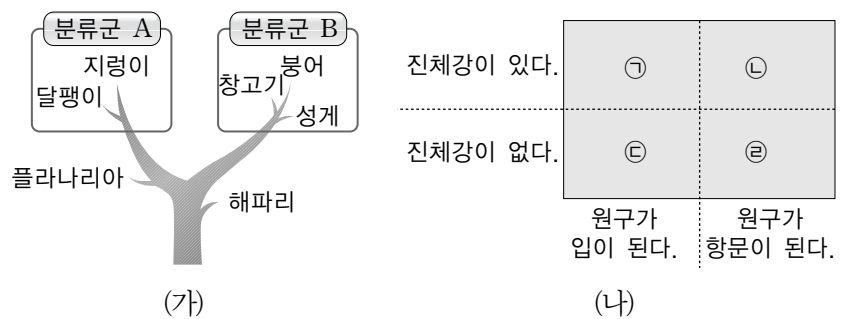 분류군 A
분류군 B
지렁이
달팽이
붕어
창고기
성게
플라나리아
해파리
(가)
진체강이 있다.
㉠
㉡
진체강이 없다.
㉢
㉣
원구가
입이 된다.
원구가
항문이 된다.
(나)